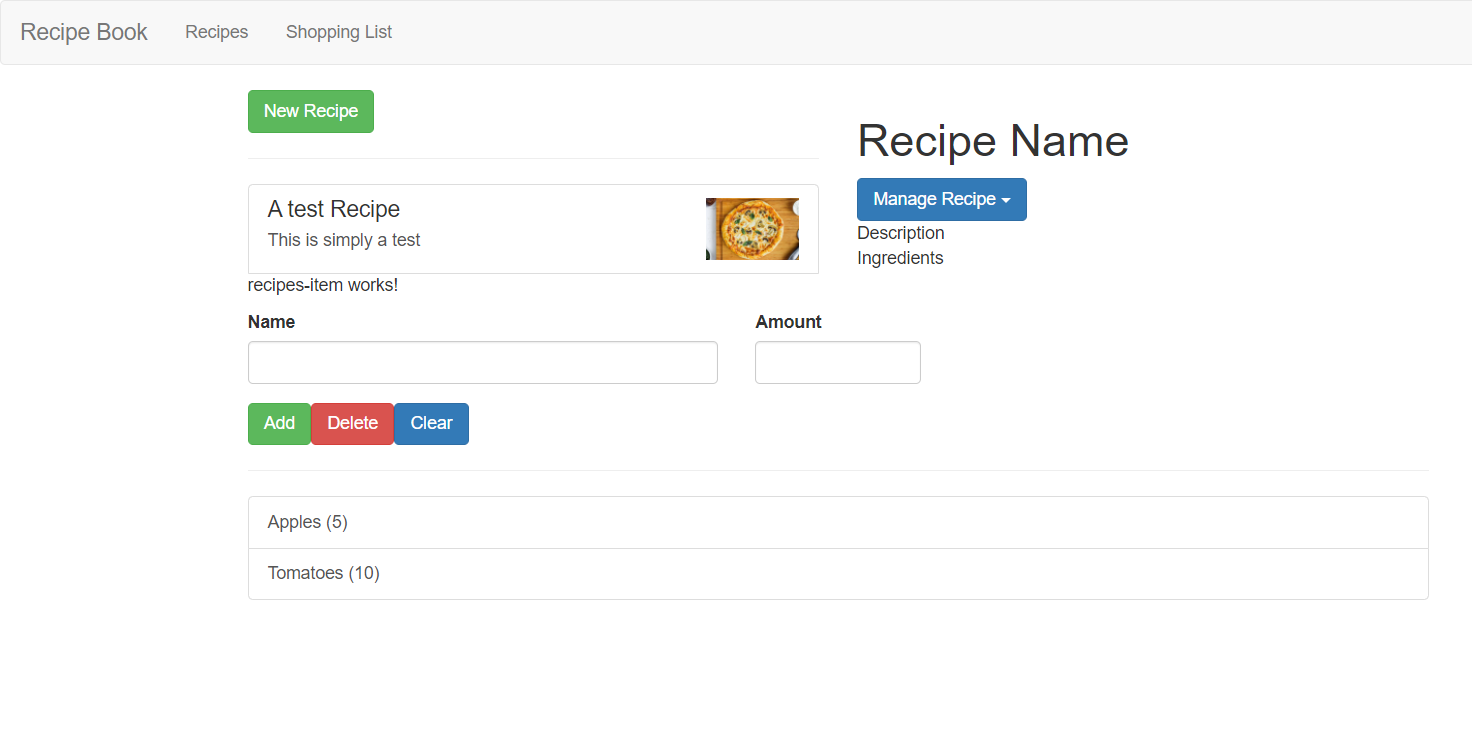 Recipe Book Recipes Shopping List
New Recipe
A test Recipe
This is simply a test
recipes-item works!
Recipe Name
Manage Recipe
Description
Ingredients
Name Amount
Add Delete Clear
Apples (5)
Tomatoes (10)